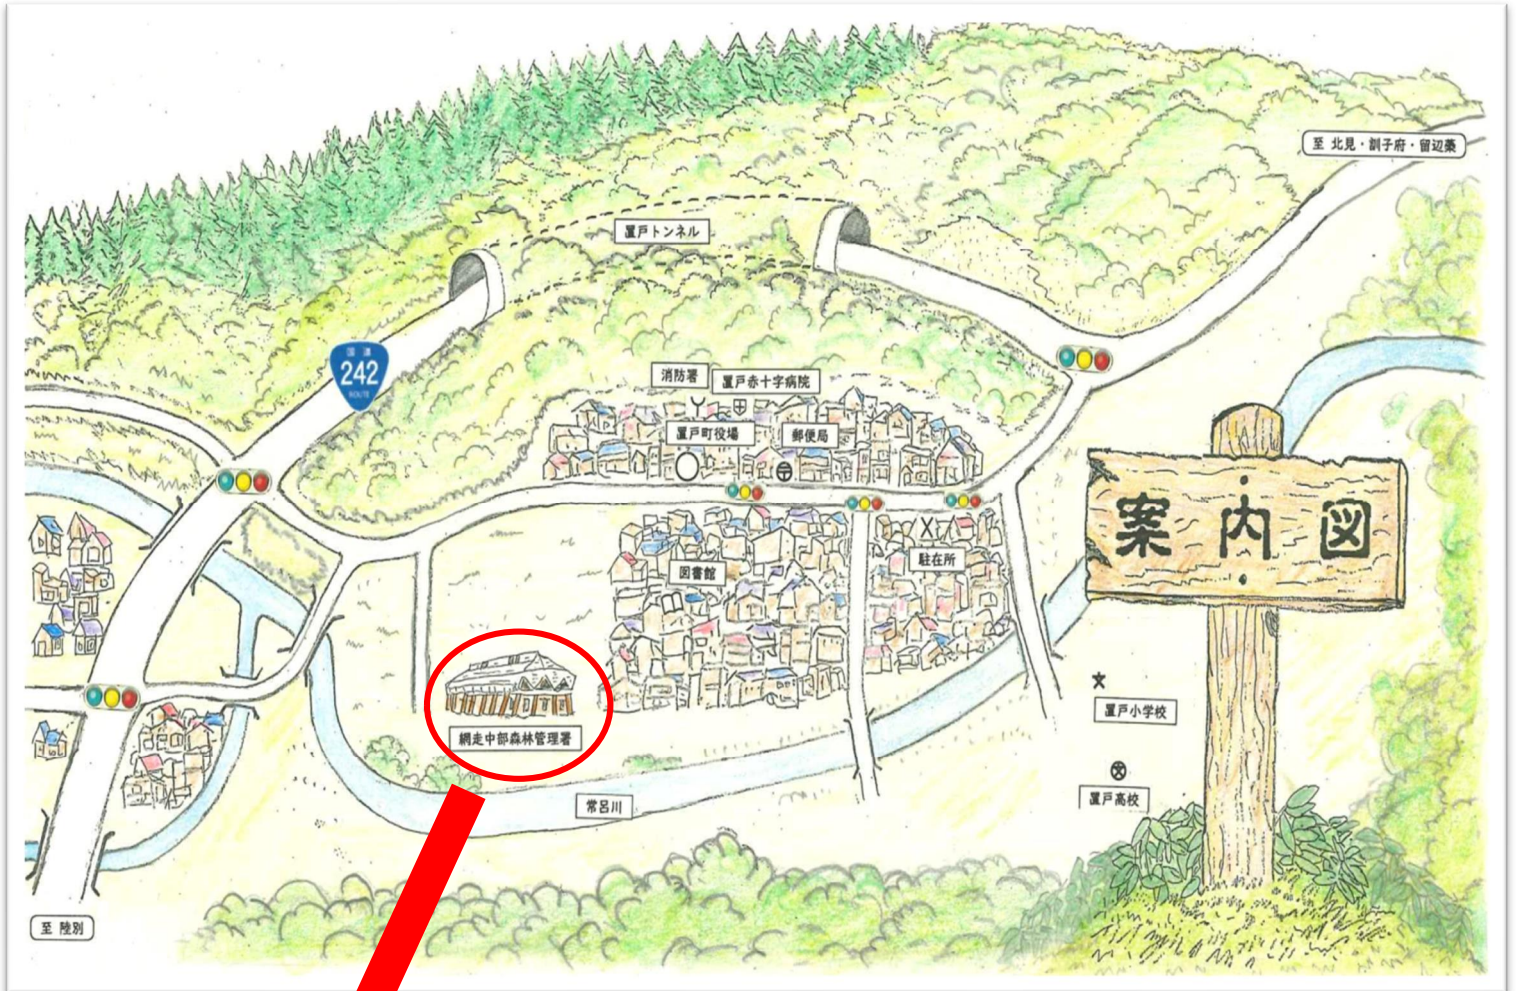 至 北見・訓子府・留辺蘂
置戸トンネル
国道
242
ROUTE
消防署
置戸赤十字病院
置戸町役場
郵便局
案内図
駐在所
図書館
置戸小学校
網走中部森林管理署
置戸高校
常呂川
至 陸別